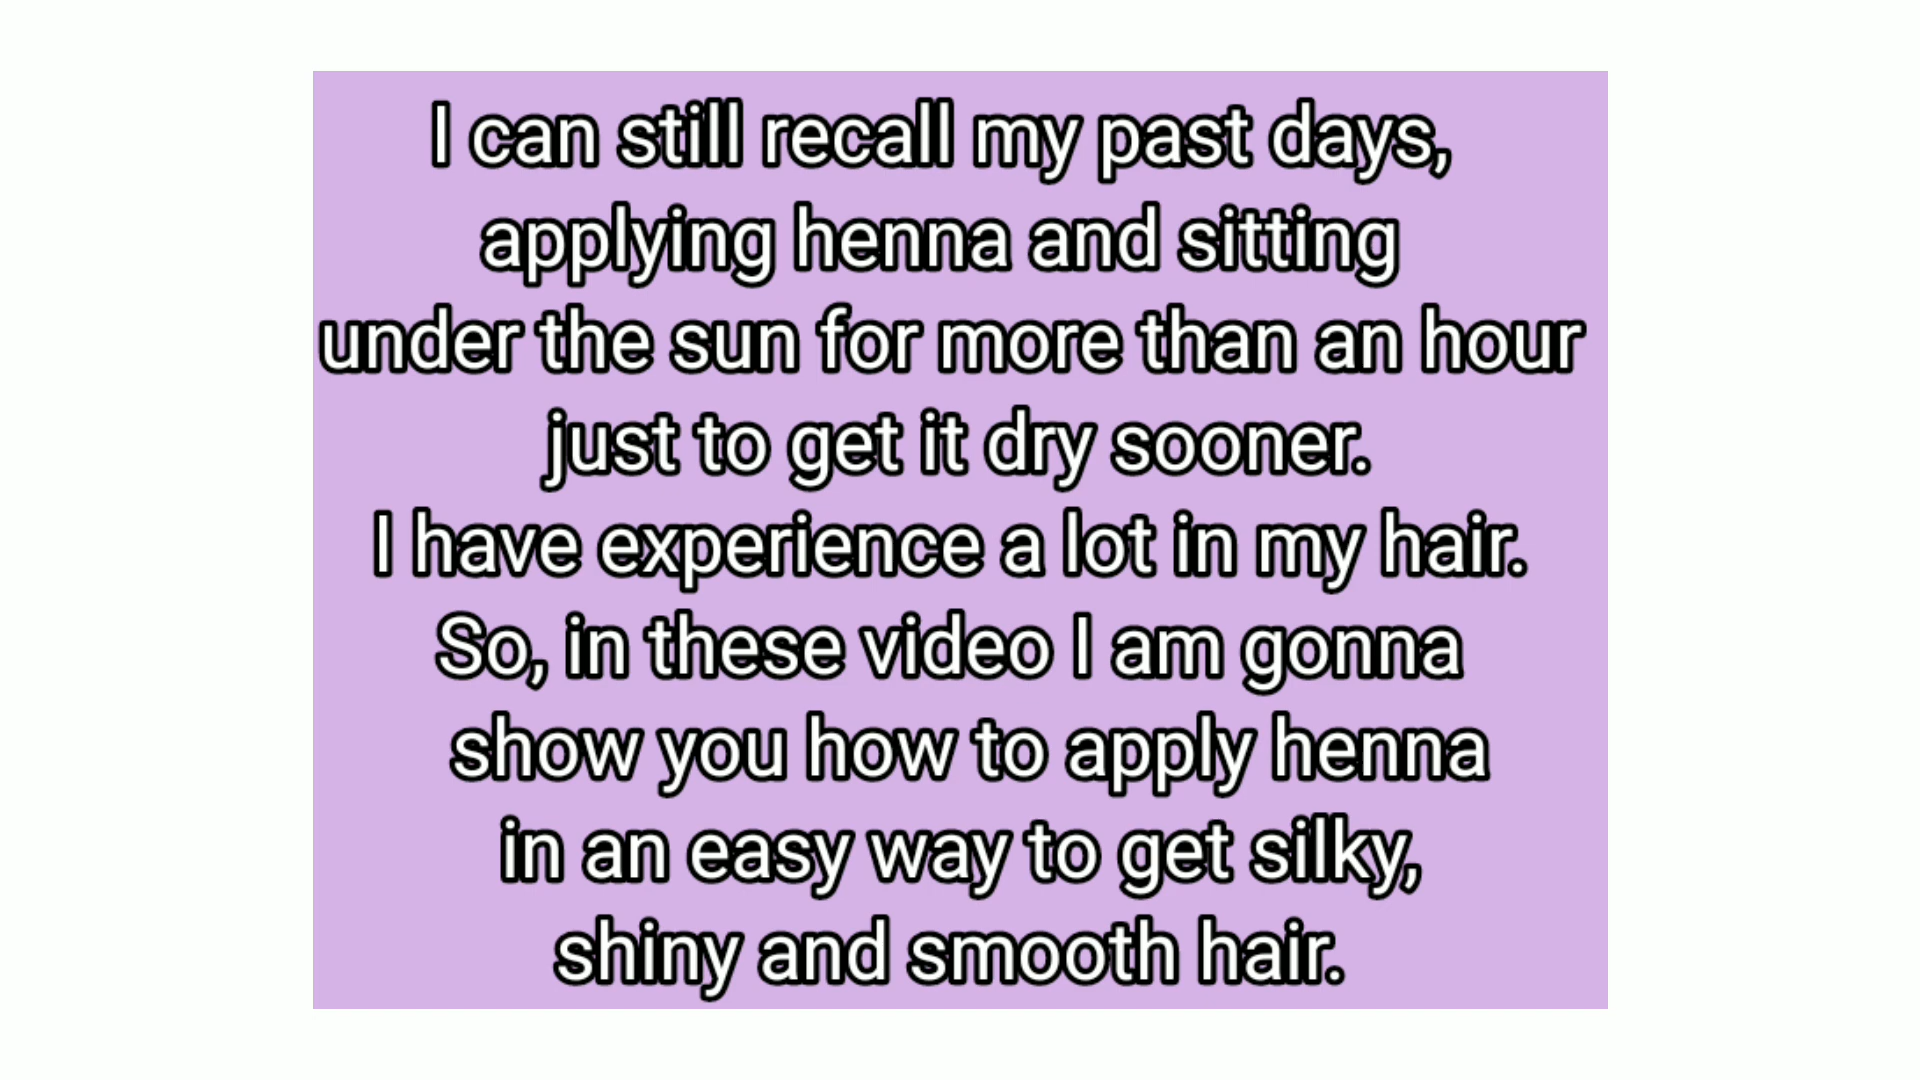 I can still recall my past days,
applying henna and sitting
under the sun for more than an hour
just to get it dry sooner.
I have experience a lot in my hair.
So, in these video I am gonna
show you how to apply henna
in an easy way to get silky,
shiny and smooth hair.